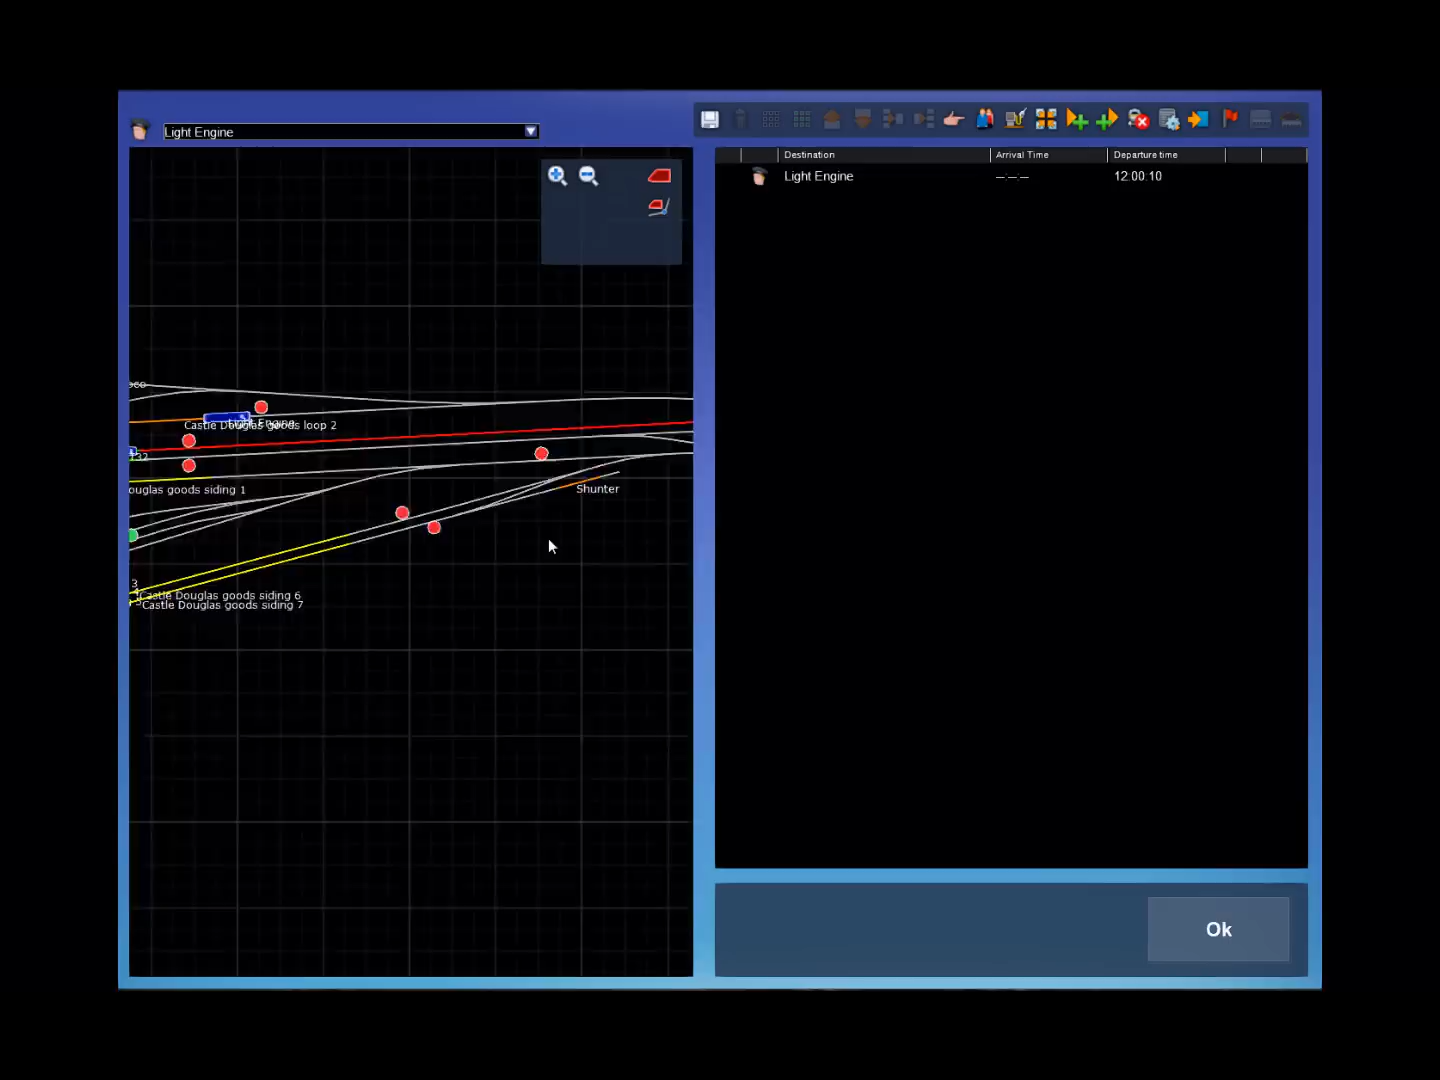 Light Engine
Destination
Arrival Time
Departure time
Light Engine
--:--:--
12:00:10
Castle Douglas goods loop 2
ouglas goods siding 1
Shunter
3
Castle Douglas goods siding 6
Castle Douglas goods siding 7
Ok